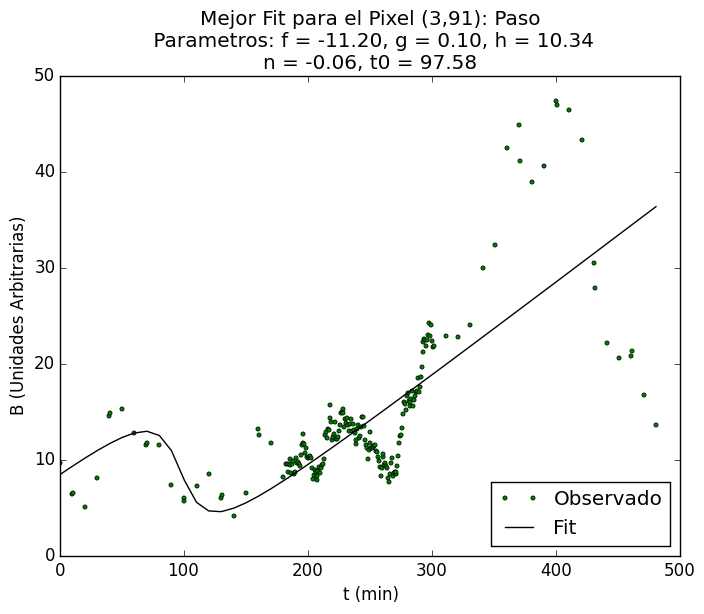 Mejor Fit para el Pixel (3,91): Paso
Parametros: f = -11.20, g = 0.10, h = 10.34
n = -0.06, t0 = 97.58
50
40
30
20
10
0
B (Unidades Arbitrarias)
Observado
Fit
0 100 200 300 400 500
t (min)